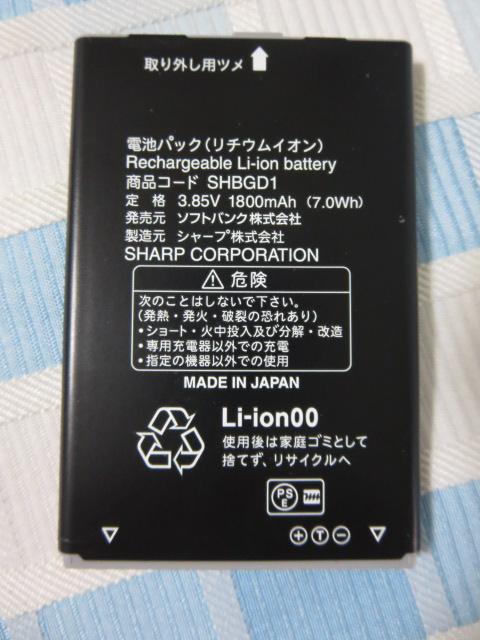 取り外し用ツメ
電池パック(リチウムイオン)
Rechargeable Li-ion battery
商品コード SHBGD1
定 格 3.85V 1800mAh (7.0Wh)
発売元 ソフトバンク株式会社
製造元 シャープ株式会社
SHARP CORPORATION
危険
次のことはしないで下さい。
(発熱・発火・破裂の恐れあり)
・ショート・火中投入及び分解・改造
・専用充電器以外での充電
・指定の機器以外での使用
MADE IN JAPAN
Li-ion00
使用後は家庭ゴミとして
捨てず、リサイクルへ
PS
E
+ T −